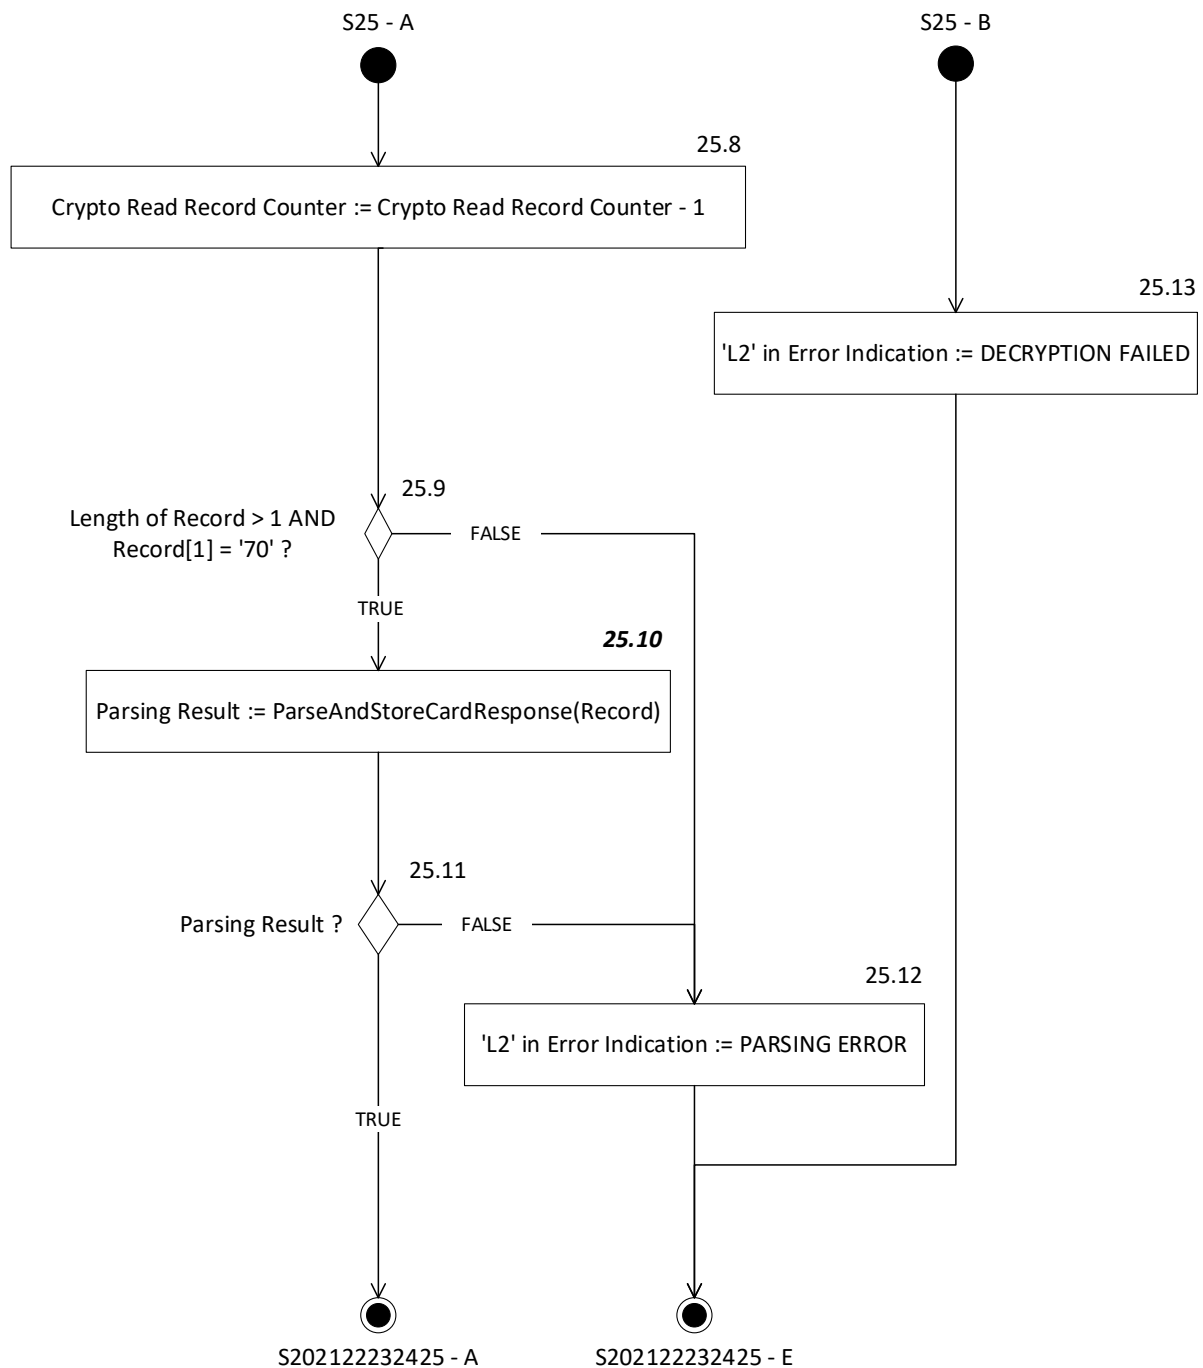 S25 - A
S25 - B
25.8
Crypto Read Record Counter := Crypto Read Record Counter - 1
25.13
'L2' in Error Indication := DECRYPTION FAILED
25.9
Length of Record > 1 AND
Record[1] = '70' ?
FALSE
TRUE
25.10
Parsing Result := ParseAndStoreCardResponse(Record)
25.11
Parsing Result ?
FALSE
25.12
'L2' in Error Indication := PARSING ERROR
TRUE
S202122232425 - A
S202122232425 - E